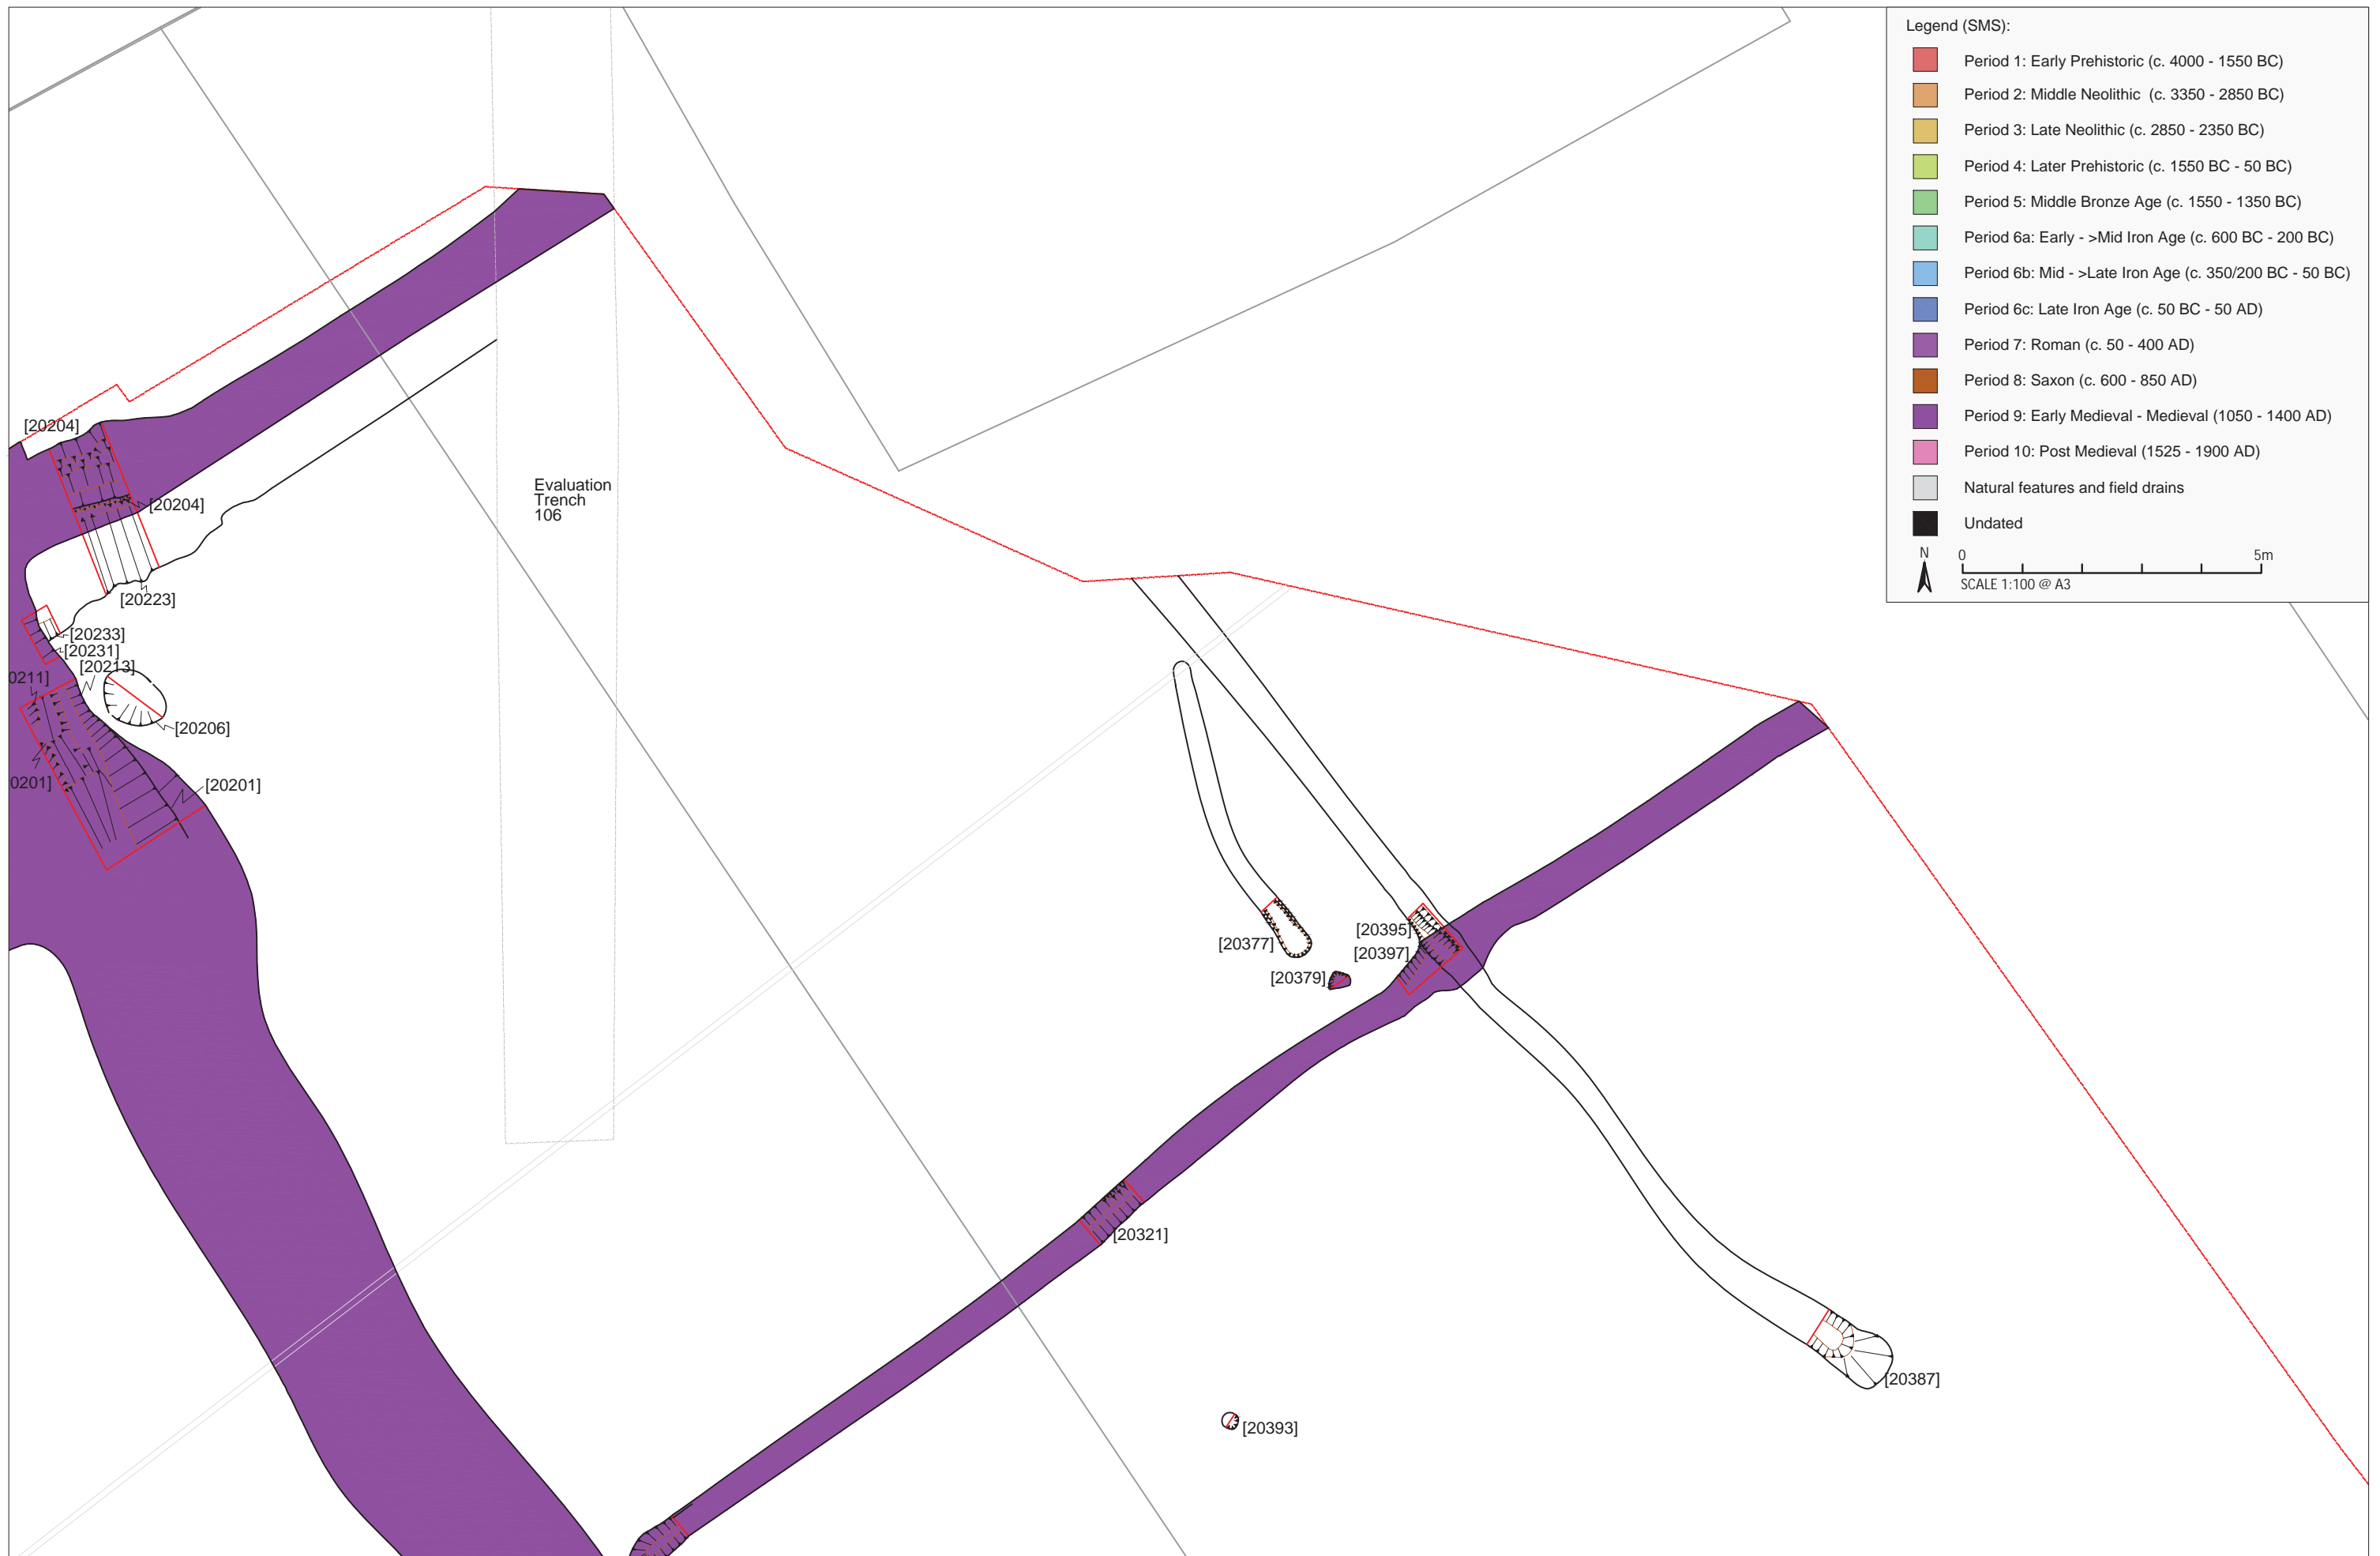 Legend (SMS):
Period 1: Early Prehistoric (c. 4000 - 1550 BC)
Period 2: Middle Neolithic (c. 3350 - 2850 BC)
Period 3: Late Neolithic (c. 2850 - 2350 BC)
Period 4: Later Prehistoric (c. 1550 BC - 50 BC)
Period 5: Middle Bronze Age (c. 1550 - 1350 BC)
Period 6a: Early - >Mid Iron Age (c. 600 BC - 200 BC)
Period 6b: Mid - >Late Iron Age (c. 350/200 BC - 50 BC)
Period 6c: Late Iron Age (c. 50 BC - 50 AD)
Period 7: Roman (c. 50 - 400 AD)
Period 8: Saxon (c. 600 - 850 AD)
Period 9: Early Medieval - Medieval (1050 - 1400 AD)
Period 10: Post Medieval (1525 - 1900 AD)
Natural features and field drains
Undated
N 0 5m
SCALE 1:100 @ A3
[20204]
Evaluation
Trench
106
[20204]
[20223]
[20233]
[20231]
[20213]
0211]
[20206]
0201]
[20201]
[20395]
[20377]
[20397]
[20379]
[20321]
[20387]
[20393]